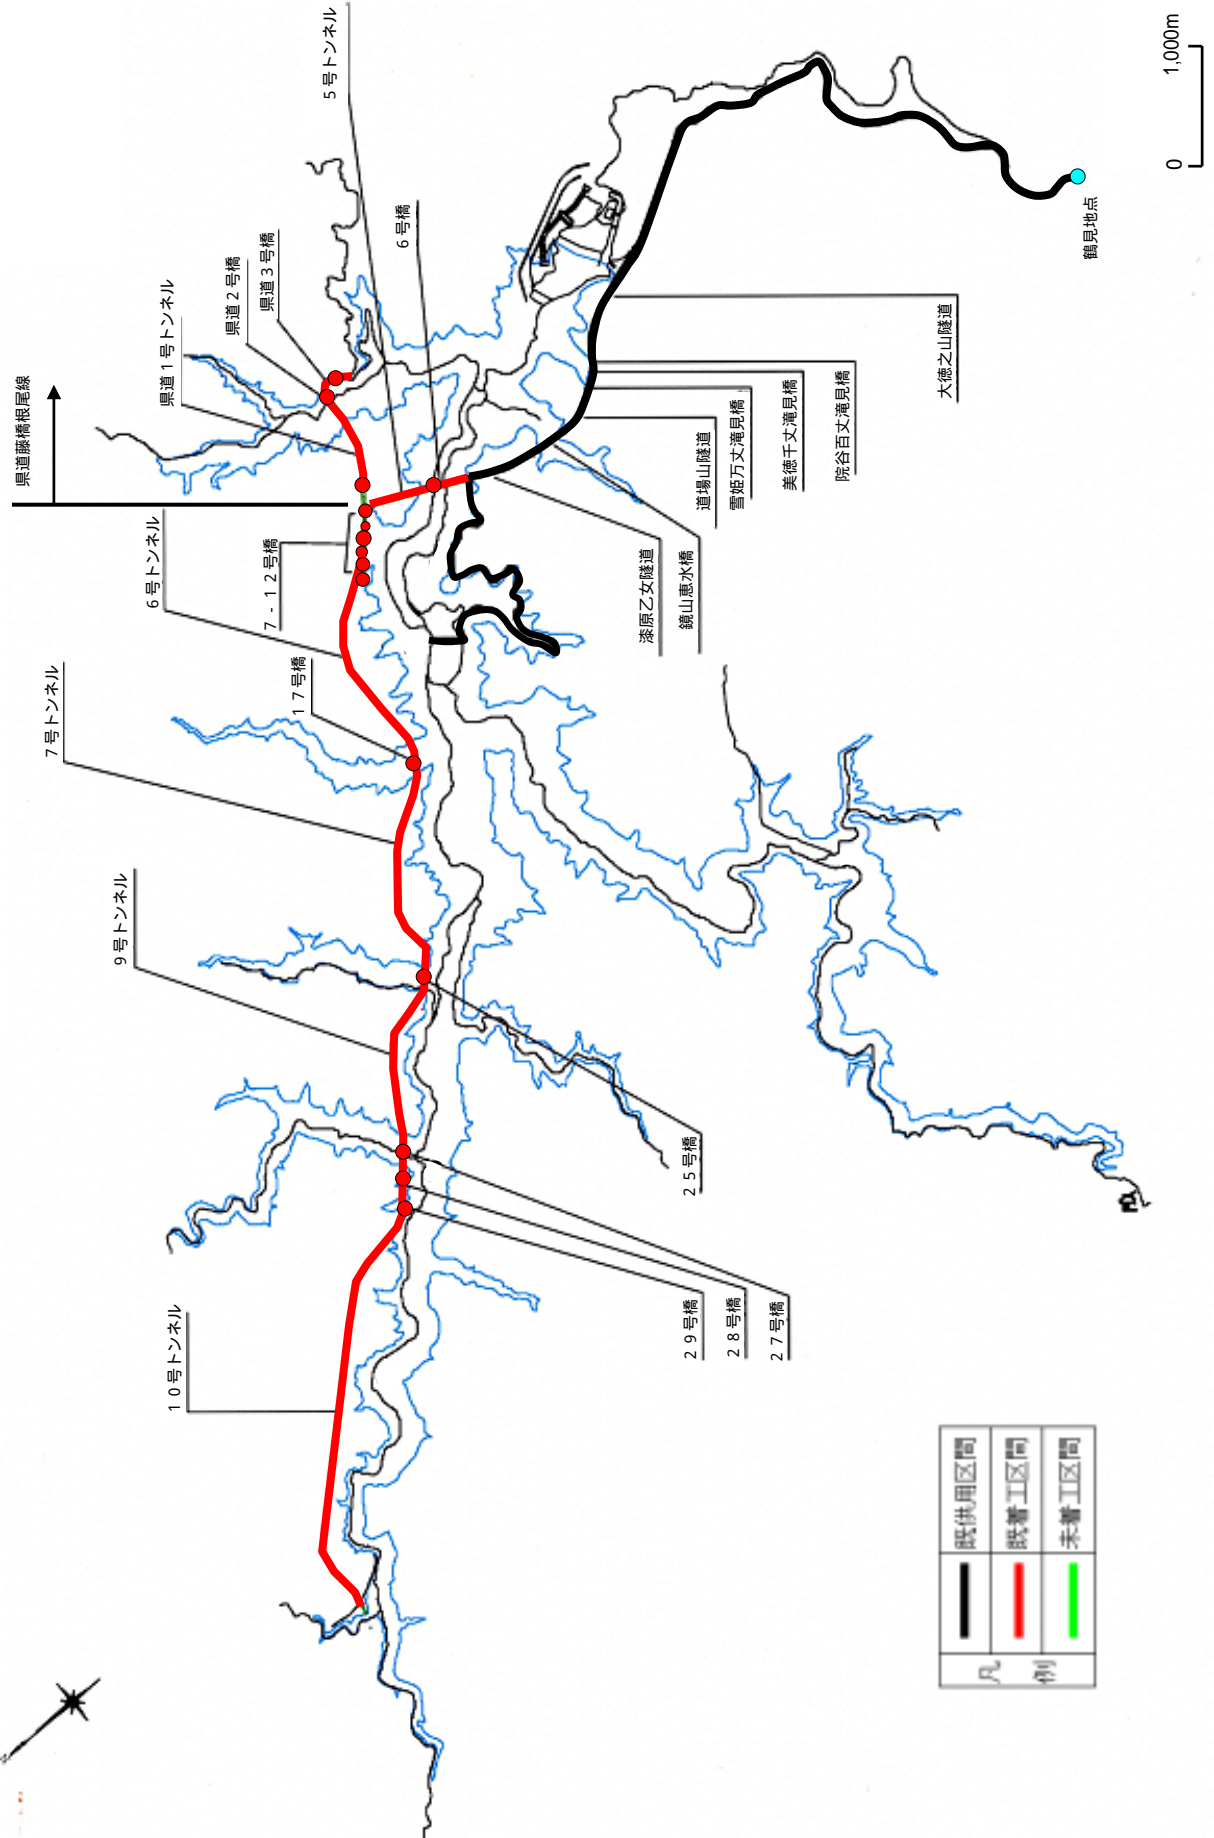 県道藤橋根尾線
5号トンネル
6号橋
県道3号橋
県道2号橋
県道1号トンネル
6号トンネル
7-12号橋
17号橋
7号トンネル
9号トンネル
10号トンネル
25号橋
27号橋
28号橋
29号橋
漆原乙女隧道
鏡山恵水橋
道場山隧道
雪姫万丈滝見橋
美徳千丈滝見橋
院谷百丈滝見橋
大徳之山隧道
鶴見地点
0
1,000m
凡例
既供用区間
既着工区間
未着工区間